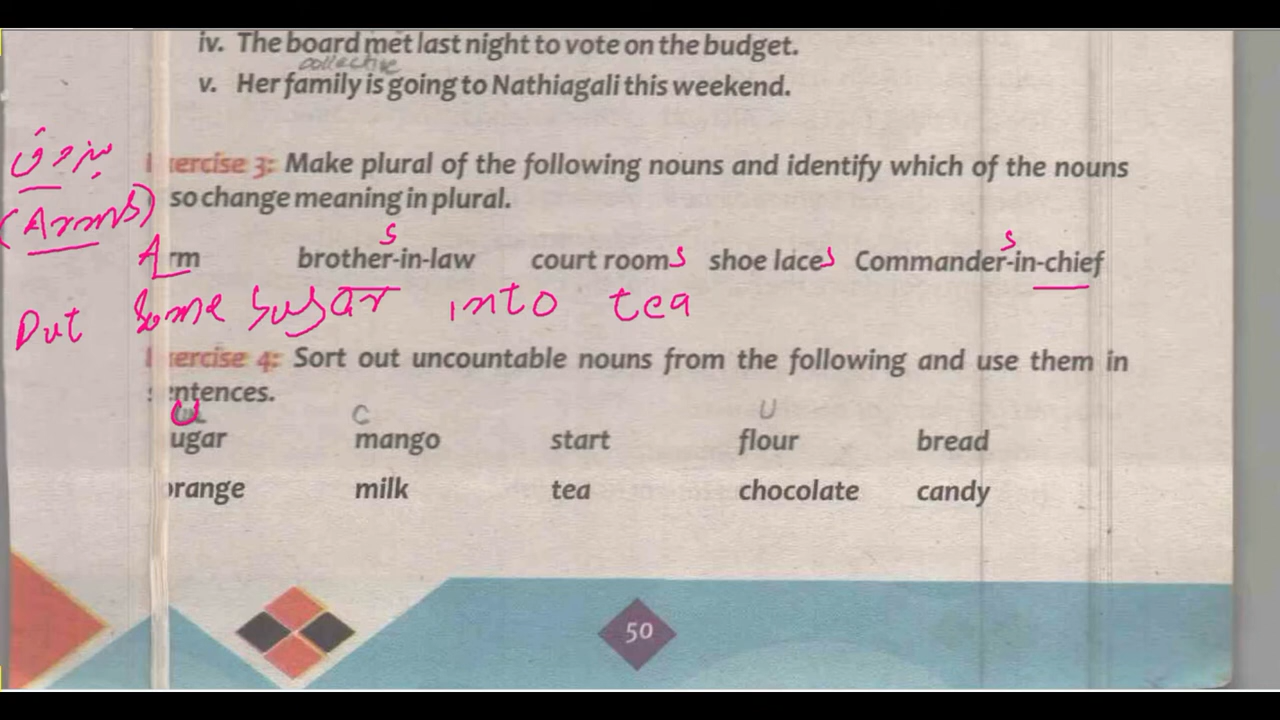 iv. The board met last night to vote on the budget.
collective
v. Her family is going to Nathiagali this weekend.
(Arms)
ercise 3: Make plural of the following nouns and identify which of the nouns
so change meaning in plural.
Arm brothers-in-law court rooms shoe laces Commanders-in-chief
Put Some Sugar into tea
ercise 4: Sort out uncountable nouns from the following and use them in
entences.
U C U
ugar mango start flour bread
orange milk tea chocolate candy
50